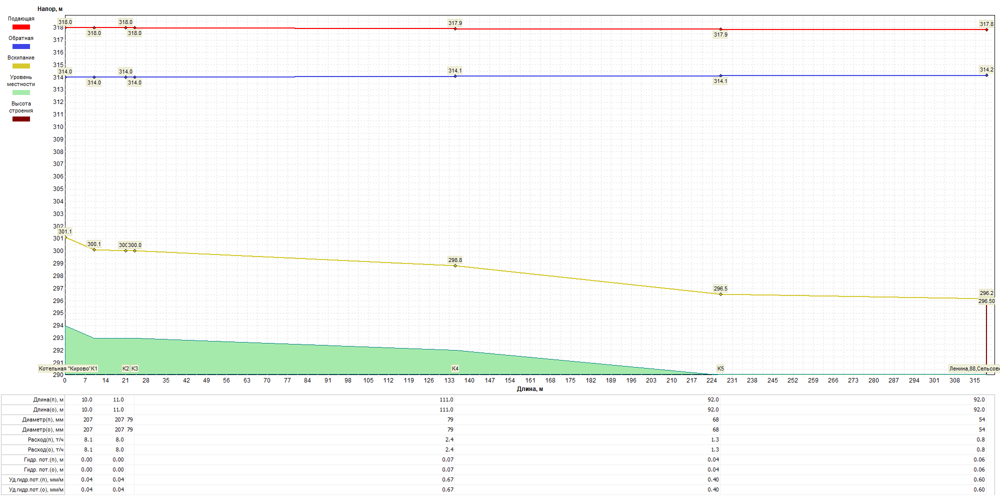 Напор, м
Подающая
Обратная
Вскипание
Уровень
местности
Высота
строения
318.0 318.0 317.9 317.8
318.0 318.0 317.9
314.0 314.0 314.1 314.2
314.0 314.0 314.1
301.1
300.1 300.0
298.8
296.5
296.2
296.50
318
317
316
315
314
313
312
311
310
309
308
307
306
305
304
303
302
301
300
299
298
297
296
295
294
293
292
291
290
Котельная "Кирово" К1 К2 К3 К4 К5 Ленина,88,Сельсове
0 7 14 21 28 35 42 49 56 63 70 77 84 91 98 105 112 119 126 133 140 147 154 161 168 175 182 189 196 203 210 217 224 231 238 245 252 259 266 273 280 287 294 301 308 315
Длина, м
Длина(п), м 10.0 11.0 111.0 92.0 92.0
Длина(о), м 10.0 11.0 111.0 92.0 92.0
Диаметр(п), мм 207 207 79 79 68 54
Диаметр(о), мм 207 207 79 79 68 54
Расход(п), т/ч 8.1 8.0 2.4 1.3 0.8
Расход(о), т/ч 8.1 8.0 2.4 1.3 0.8
Гидр. пот.(п), м 0.00 0.00 0.07 0.04 0.06
Гидр. пот.(о), м 0.00 0.00 0.07 0.04 0.06
Уд.гидр.пот.(п), мм/м 0.04 0.04 0.67 0.40 0.60
Уд.гидр.пот.(о), мм/м 0.04 0.04 0.67 0.40 0.60